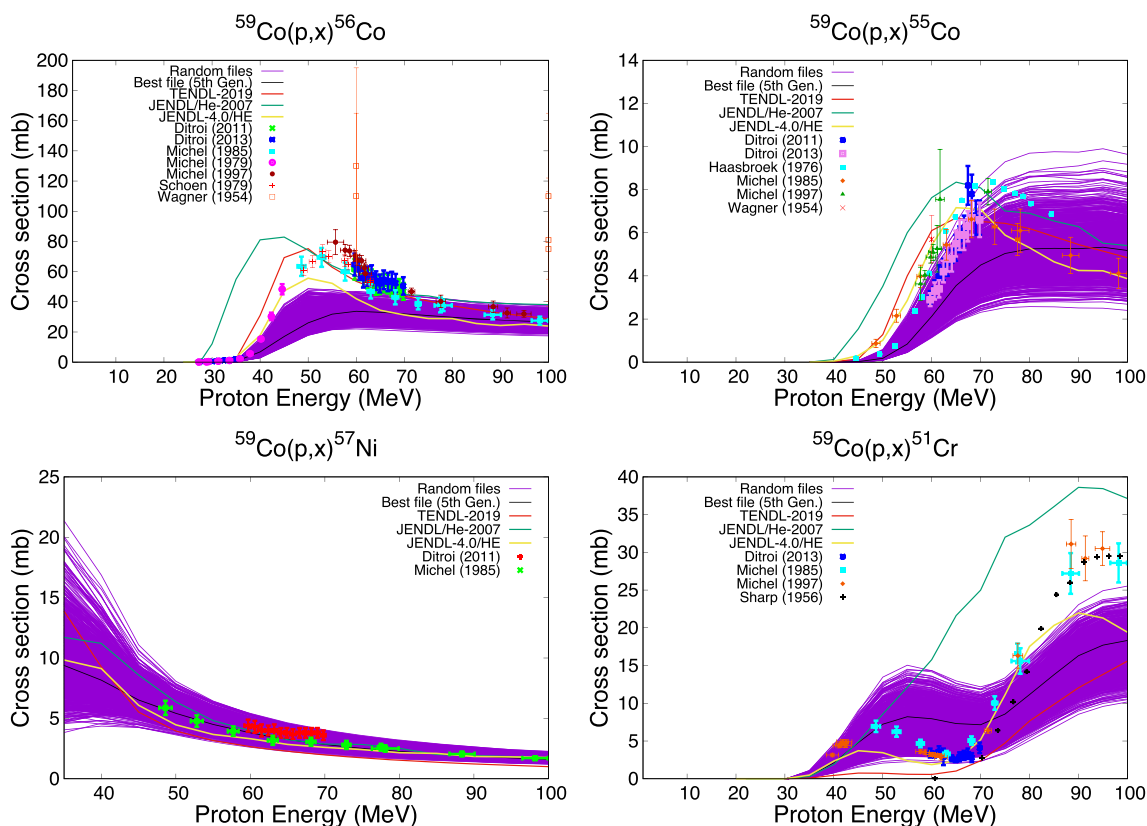 ⁵⁹Co(p,x)⁵⁶Co
Cross section (mb)
200
180
160
140
120
100
80
60
40
20
0
Random files
Best file (5th Gen.)
TENDL-2019
JENDL/He-2007
JENDL-4.0/HE
Ditroi (2011)
Ditroi (2013)
Michel (1985)
Michel (1979)
Michel (1997)
Schoen (1979)
Wagner (1954)
10 20 30 40 50 60 70 80 90 100
Proton Energy (MeV)
⁵⁹Co(p,x)⁵⁵Co
Cross section (mb)
14
12
10
8
6
4
2
0
Random files
Best file (5th Gen.)
TENDL-2019
JENDL/He-2007
JENDL-4.0/HE
Ditroi (2011)
Ditroi (2013)
Haasbroek (1976)
Michel (1985)
Michel (1997)
Wagner (1954)
10 20 30 40 50 60 70 80 90 100
Proton Energy (MeV)
⁵⁹Co(p,x)⁵⁷Ni
Cross section (mb)
25
20
15
10
5
0
Random files
Best file (5th Gen.)
TENDL-2019
JENDL/He-2007
JENDL-4.0/HE
Ditroi (2011)
Michel (1985)
40 50 60 70 80 90 100
Proton Energy (MeV)
⁵⁹Co(p,x)⁵¹Cr
Cross section (mb)
40
35
30
25
20
15
10
5
0
Random files
Best file (5th Gen.)
TENDL-2019
JENDL/He-2007
JENDL-4.0/HE
Ditroi (2013)
Michel (1985)
Michel (1997)
Sharp (1956)
10 20 30 40 50 60 70 80 90 100
Proton Energy (MeV)